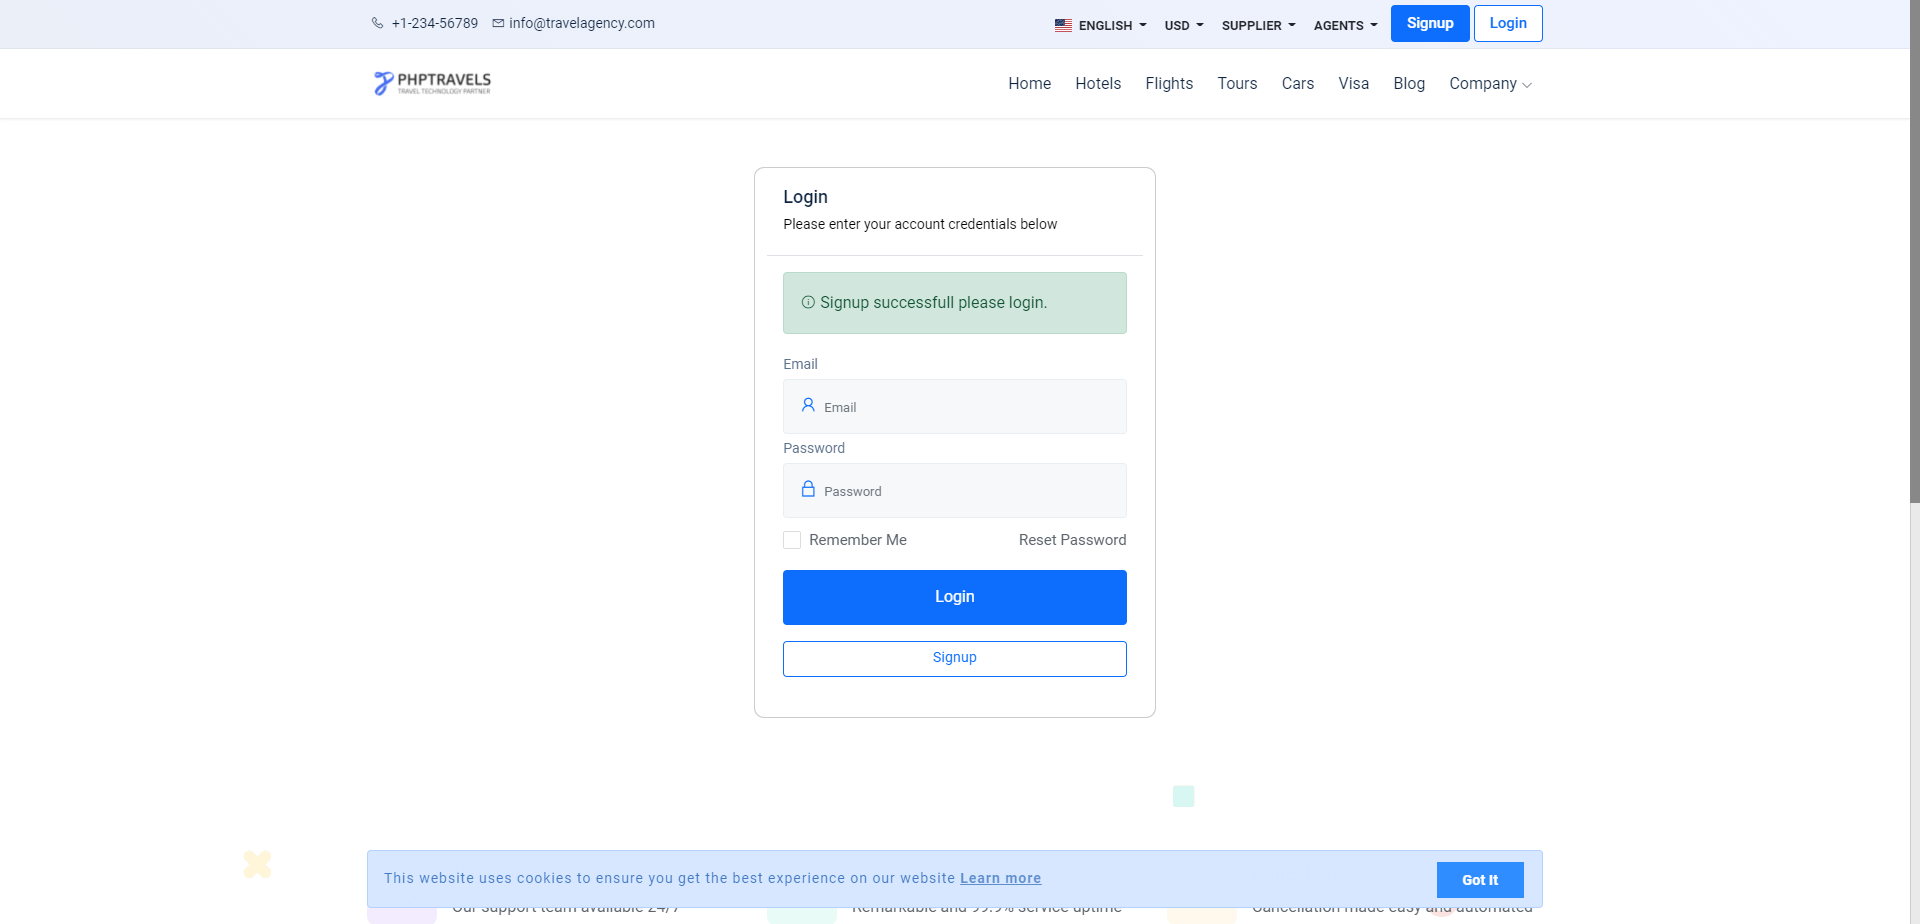 +1-234-56789 info@travelagency.com ENGLISH USD SUPPLIER AGENTS Signup Login
PHPTRAVELS
TRAVEL TECHNOLOGY PARTNER
Home Hotels Flights Tours Cars Visa Blog Company
Login
Please enter your account credentials below
Signup successfull please login.
Email
Email
Password
Password
Remember Me Reset Password
Login
Signup
This website uses cookies to ensure you get the best experience on our website Learn more Got It
Our support team available 24/7 Remarkable and 99.9% service uptime Cancellation made easy and automated